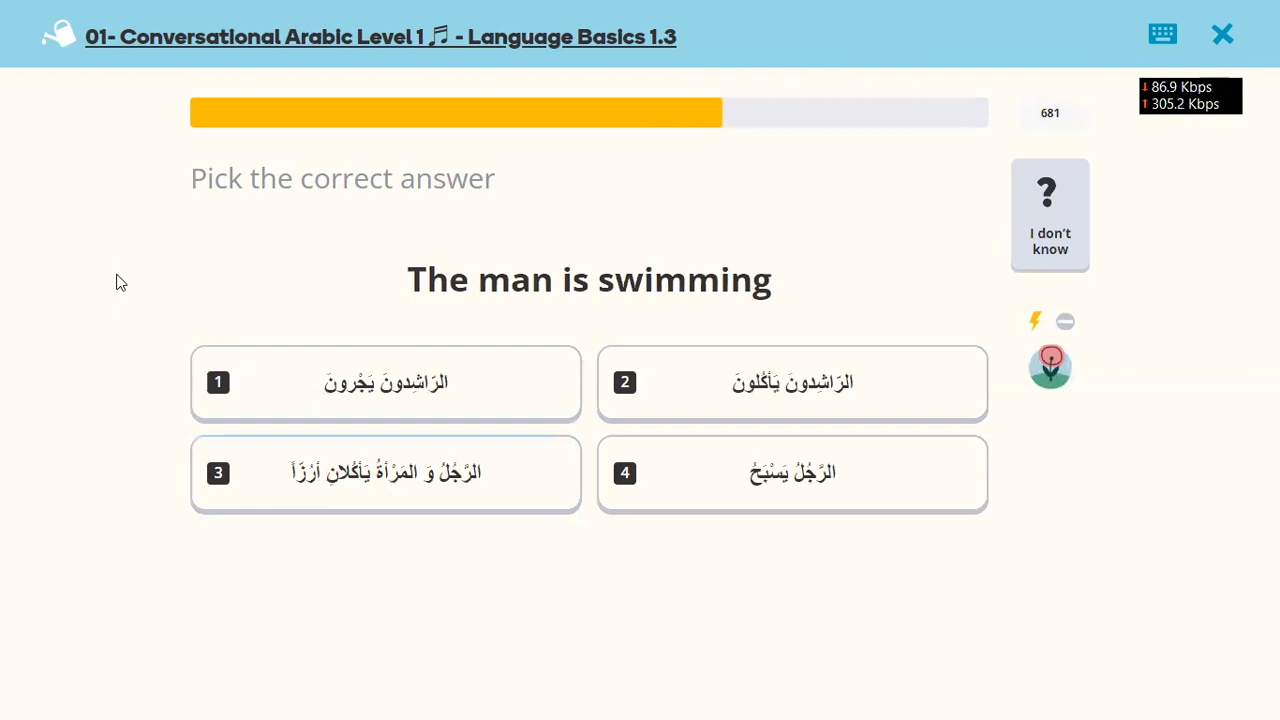 01- Conversational Arabic Level 1 🎵 - Language Basics 1.3
↓ 86.9 Kbps
↑ 305.2 Kbps
681
Pick the correct answer
?
I don't
know
The man is swimming
1 الرّاشِدونَ يَجْرونَ
2 الرّاشِدونَ يَأكُلونَ
3 الرَّجُلُ وَ المَرْأةُ يَأكُلانِ أرُزّاً
4 الرَّجُلُ يَسْبَحُ